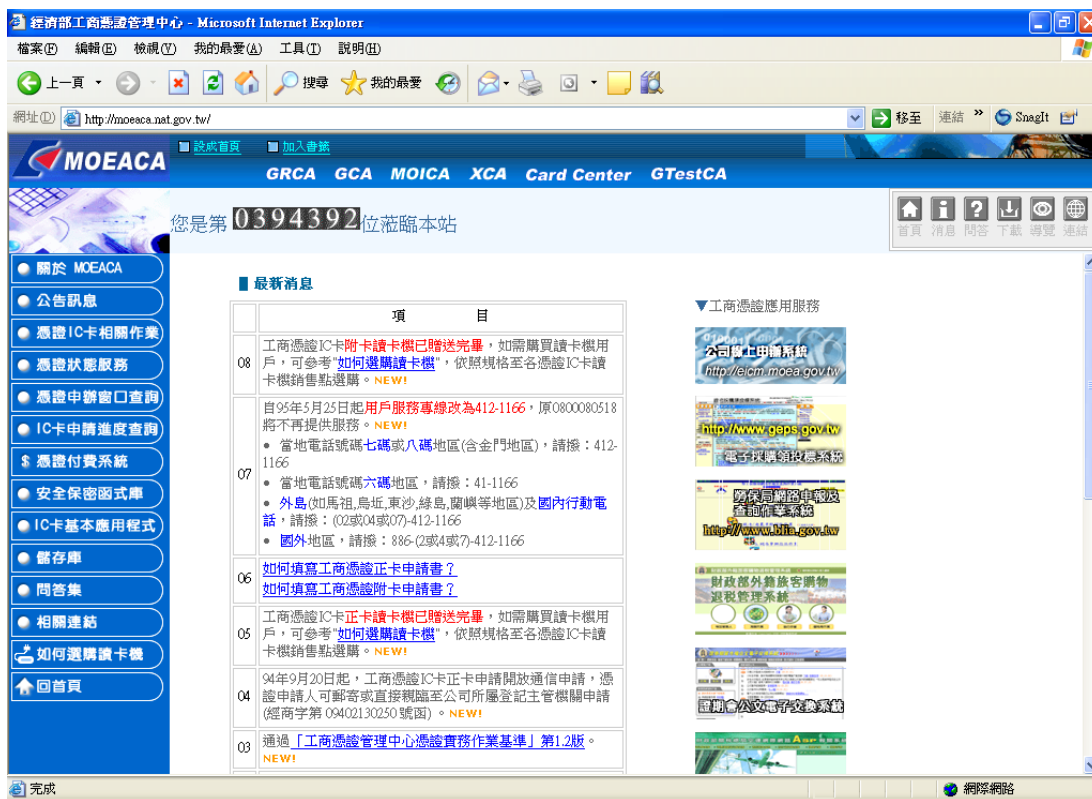 經濟部工商憑證管理中心 - Microsoft Internet Explorer
檔案(F) 編輯(E) 檢視(V) 我的最愛(A) 工具(T) 說明(H)
上一頁 搜尋 我的最愛
網址(D) http://moeaca.nat.gov.tw/ 移至 連結 » SnagIt
MOEACA 設成首頁 加入書籤
GRCA GCA MOICA XCA Card Center GTestCA
您是第 0394392 位蒞臨本站
首頁 消息 問答 下載 導覽 連結
關於 MOEACA
公告訊息
憑證IC卡相關作業
憑證狀態服務
憑證申辦窗口查詢
IC卡申請進度查詢
$ 憑證付費系統
安全保密函式庫
IC卡基本應用程式
儲存庫
問答集
相關連結
如何選購讀卡機
回首頁
最新消息
項 目
08 工商憑證IC卡附卡讀卡機已贈送完畢,如需購買讀卡機用
戶,可參考"如何選購讀卡機",依照規格至各憑證IC卡讀
卡機銷售點選購。NEW!
07 自95年5月25日起用戶服務專線改為412-1166,原0800080518
將不再提供服務。NEW!
• 當地電話號碼七碼或八碼地區(含金門地區),請撥:412-
1166
• 當地電話號碼六碼地區,請撥:41-1166
• 外島(如馬祖,烏坵,東沙,綠島,蘭嶼等地區)及國內行動電
話,請撥:(02或04或07)-412-1166
• 國外地區,請撥:886-(2或4或7)-412-1166
06 如何填寫工商憑證正卡申請書?
如何填寫工商憑證附卡申請書?
05 工商憑證IC卡正卡讀卡機已贈送完畢,如需購買讀卡機用
戶,可參考"如何選購讀卡機",依照規格至各憑證IC卡讀
卡機銷售點選購。NEW!
04 94年9月20日起,工商憑證IC卡正卡申請開放通信申請,憑
證申請人可郵寄或直接親臨至公司所屬登記主管機關申請
(經商字第 09402130250 號函)。NEW!
03 通過「工商憑證管理中心憑證實務作業基準」第1.2版。
NEW!
▼工商憑證應用服務
公司線上申辦系統
http://eicm.moea.gov.tw
http://www.geps.gov.tw
電子採購領投標系統
勞保局網路申報及
查詢作業系統
http://www.blia.gov.tw
財政部外籍旅客購物
退稅管理系統
證期會公文電子交換系統
完成 網際網路